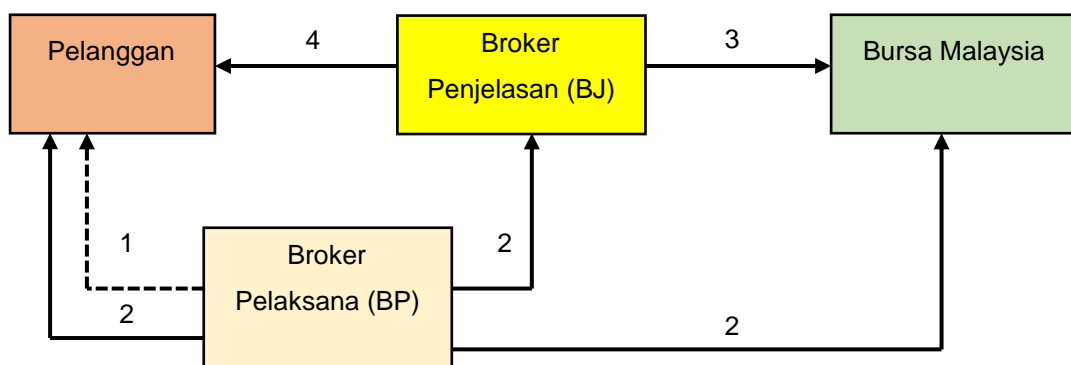 Pelanggan
4
Broker
Penjelasan (BJ)
3
Bursa Malaysia
1
2
Broker
Pelaksana (BP)
2
2